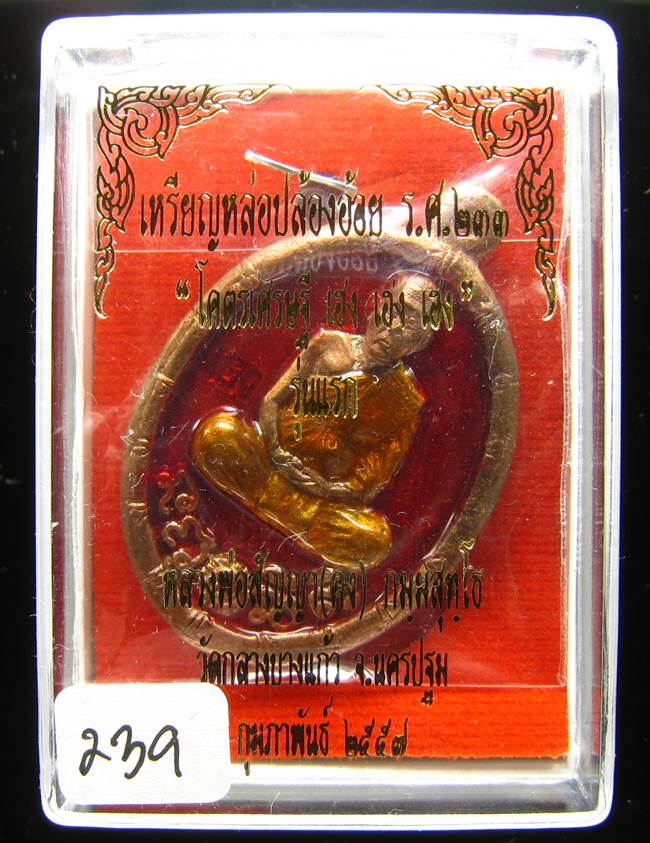 เหรียญหล่อปล้องอ้อย ร.ศ.๒๓๓
“โคตรเศรษฐี เฮง เฮง เฮง”
รุ่นแรก
หลวงพ่อสัญญา(คง) กมฺมสุทฺโธ
วัดกลางบางแก้ว จ.นครปฐม
กุมภาพันธ์ ๒๕๕๗
239